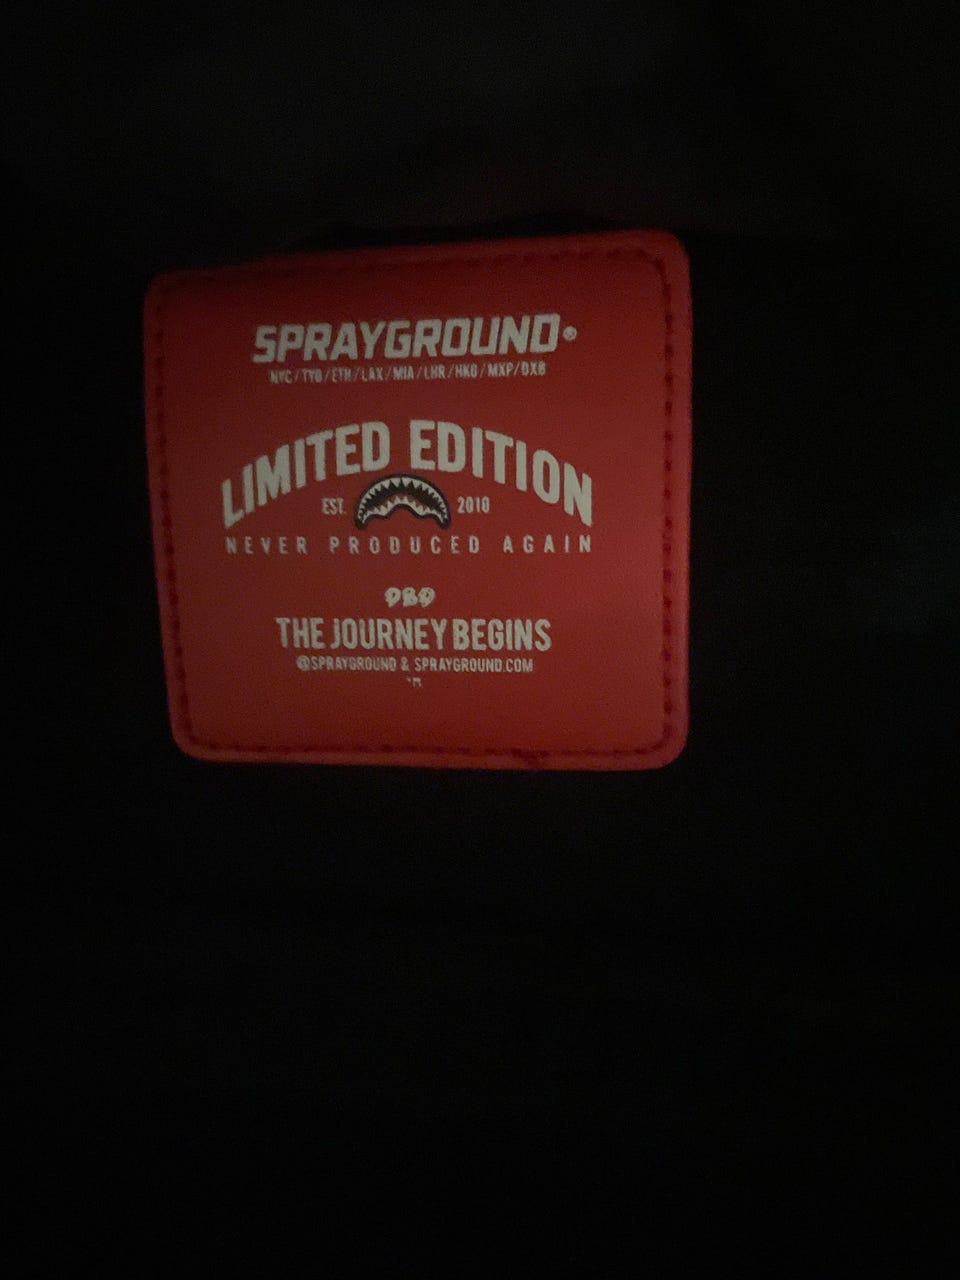 SPRAYGROUND®
NYC/TYO/ETH/LAX/MIA/LHR/HKG/MXP/DXB
LIMITED EDITION
EST. 2010
NEVER PRODUCED AGAIN
THE JOURNEY BEGINS
@SPRAYGROUND & SPRAYGROUND.COM